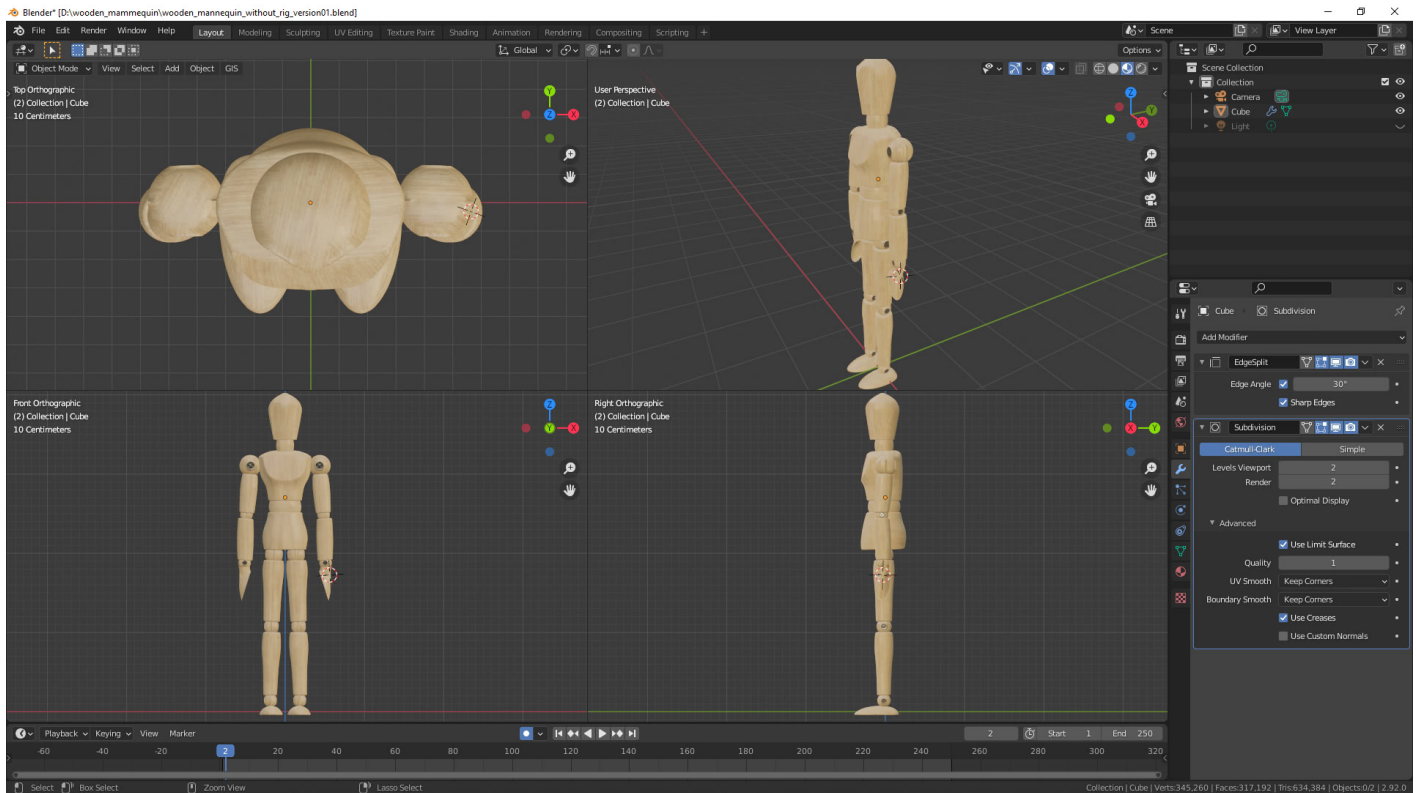 Blender* [D:\wooden_mammequin\wooden_mannequin_without_rig_version01.blend]
File Edit Render Window Help Layout Modeling Sculpting UV Editing Texture Paint Shading Animation Rendering Compositing Scripting + Scene View Layer
Global Options
Object Mode View Select Add Object GIS
Top Orthographic
(2) Collection | Cube
10 Centimeters
Y
Z
X
User Perspective
(2) Collection | Cube
Z
Y
X
Front Orthographic
(2) Collection | Cube
10 Centimeters
Z
Y
X
Right Orthographic
(2) Collection | Cube
10 Centimeters
Z
X
Y
Scene Collection
Collection
Camera
Cube
Light
Cube Subdivision
Add Modifier
EdgeSplit
Edge Angle 30°
Sharp Edges
Subdivision
Catmull-Clark Simple
Levels Viewport 2
Render 2
Optimal Display
Advanced
Use Limit Surface
Quality 1
UV Smooth Keep Corners
Boundary Smooth Keep Corners
Use Creases
Use Custom Normals
Playback Keying View Marker 2 Start 1 End 250
-60 -40 -20 2 20 40 60 80 100 120 140 160 180 200 220 240 260 280 300 320
Select Box Select Zoom View Lasso Select Collection | Cube | Verts:345,260 | Faces:317,192 | Tris:634,384 | Objects:0/2 | 2.92.0